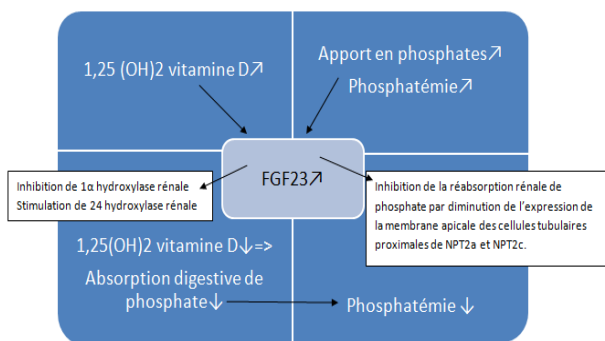 1,25 (OH)2 vitamine D↗
Apport en phosphates↗
Phosphatémie↗
FGF23↗
Inhibition de 1α hydroxylase rénale
Stimulation de 24 hydroxylase rénale
Inhibition de la réabsorption rénale de
phosphate par diminution de l’expression de
la membrane apicale des cellules tubulaires
proximales de NPT2a et NPT2c.
1,25(OH)2 vitamine D↓=>
Absorption digestive de
phosphate↓
Phosphatémie ↓